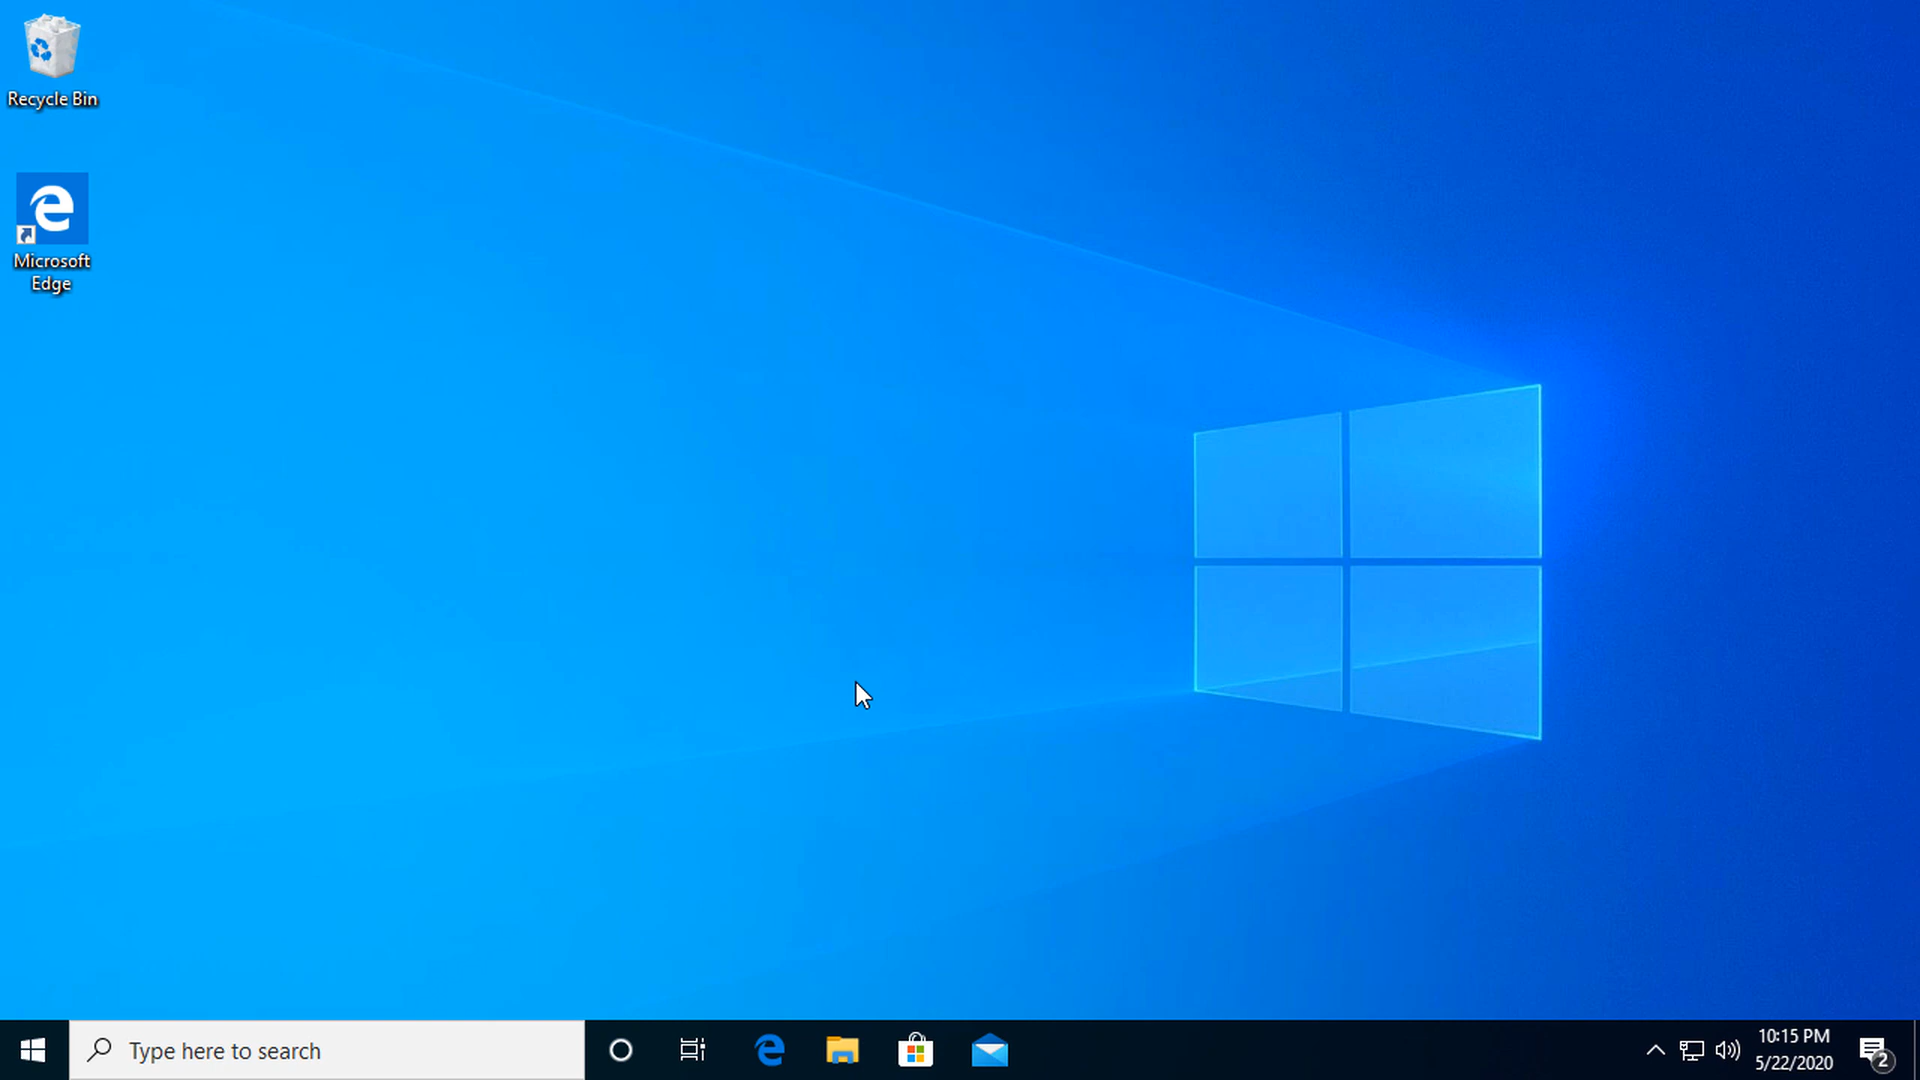 Recycle Bin
Microsoft
Edge
Type here to search
10:15 PM
5/22/2020
2